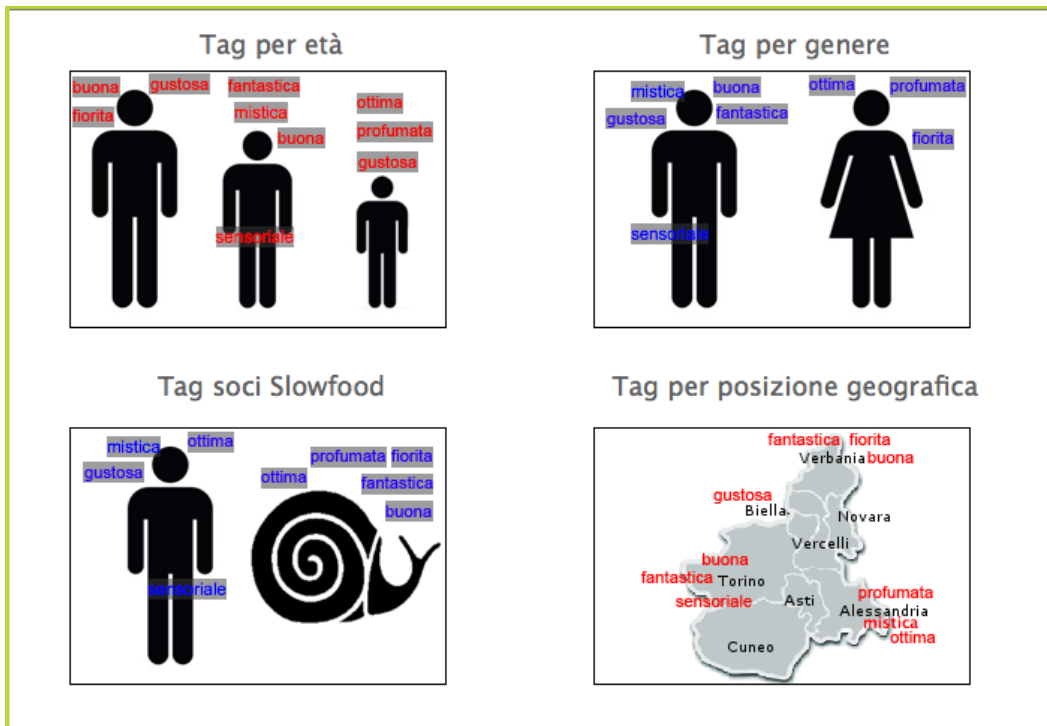 Tag per età
buona gustosa fantastica
fiorita mistica ottima
buona profumata
gustosa
sensoriale
Tag per genere
mistica buona ottima profumata
gustosa fantastica
fiorita
sensoriale
Tag soci Slowfood
mistica ottima
gustosa
sensoriale
profumata fiorita
ottima fantastica
buona
Tag per posizione geografica
fantastica fiorita
Verbania buona
gustosa
Biella Novara
Vercelli
buona
fantastica Torino
sensoriale Asti
profumata
Alessandria
mistica
ottima
Cuneo